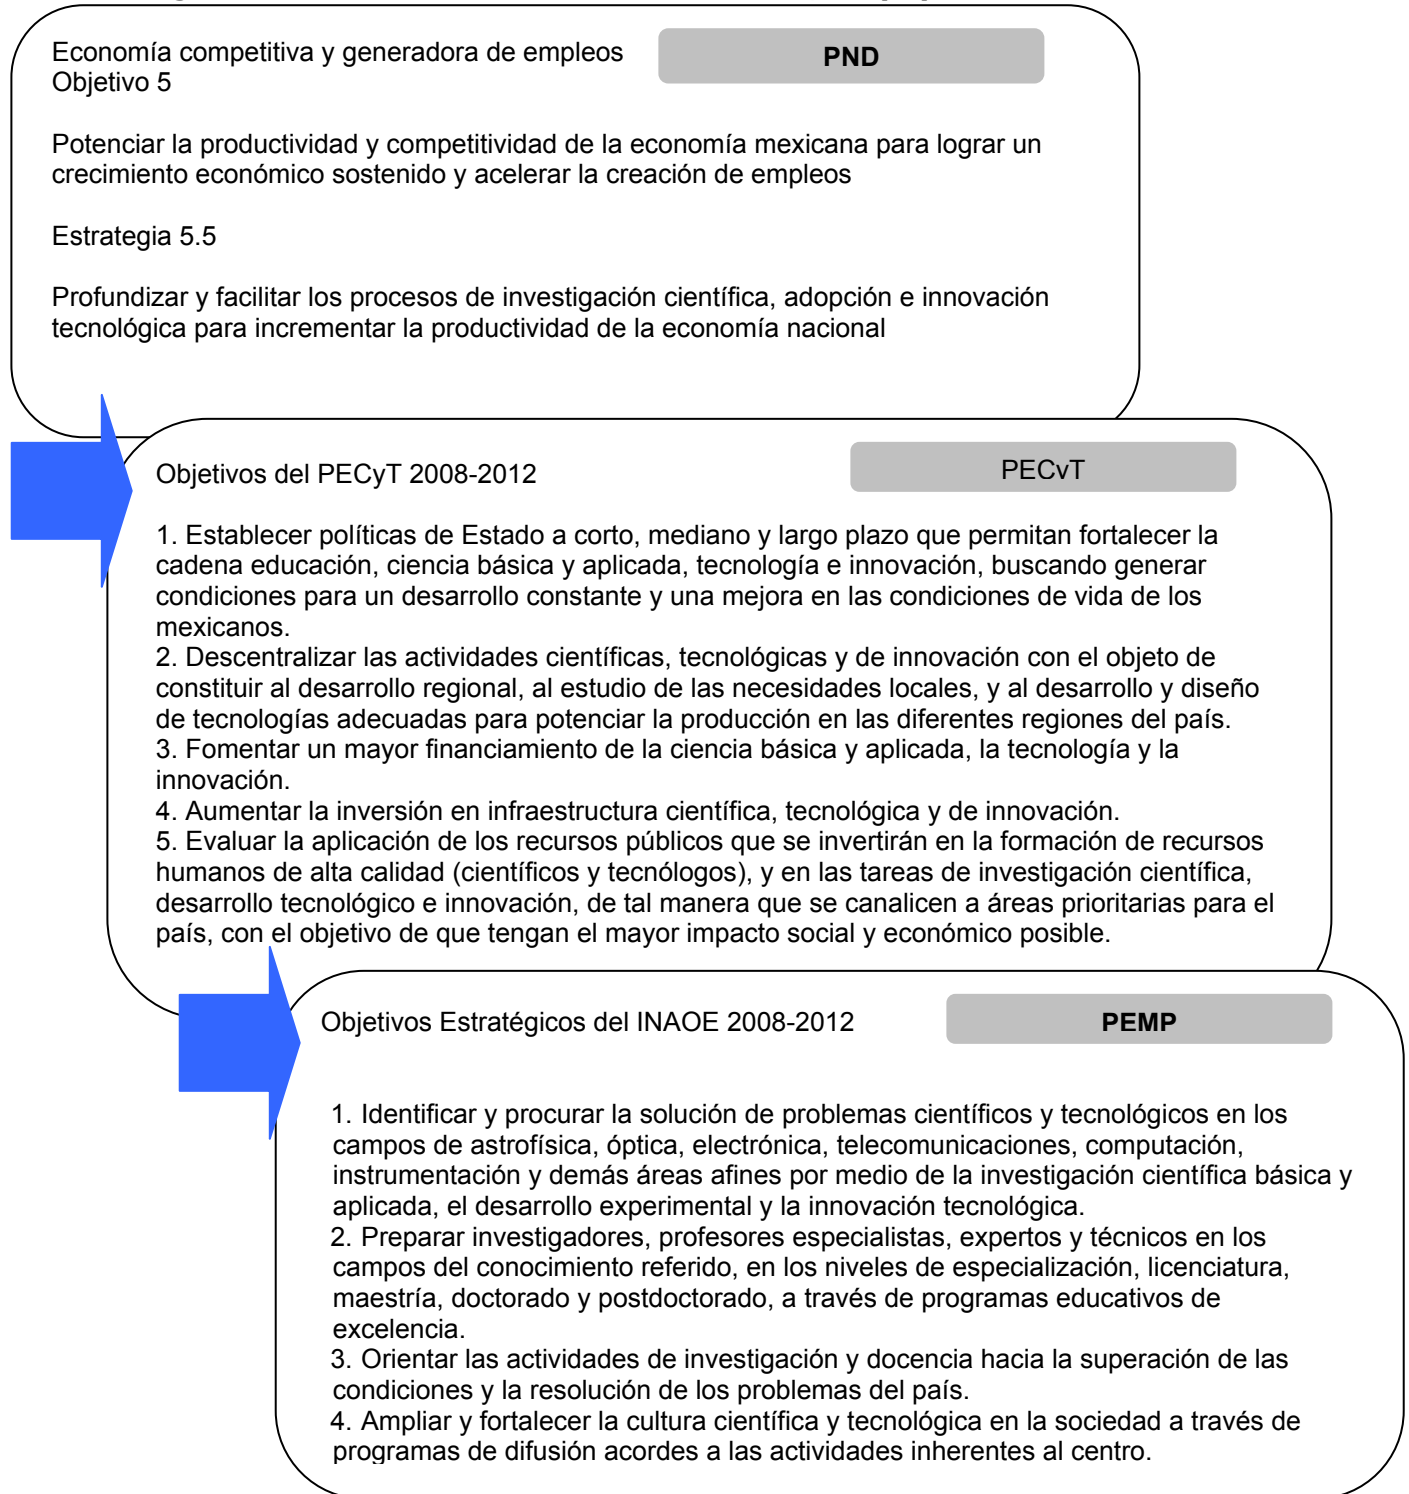 Economía competitiva y generadora de empleos
PND
Objetivo 5
Potenciar la productividad y competitividad de la economía mexicana para lograr un
crecimiento económico sostenido y acelerar la creación de empleos
Estrategia 5.5
Profundizar y facilitar los procesos de investigación científica, adopción e innovación
tecnológica para incrementar la productividad de la economía nacional
Objetivos del PECyT 2008-2012
PECvT
1. Establecer políticas de Estado a corto, mediano y largo plazo que permitan fortalecer la
cadena educación, ciencia básica y aplicada, tecnología e innovación, buscando generar
condiciones para un desarrollo constante y una mejora en las condiciones de vida de los
mexicanos.
2. Descentralizar las actividades científicas, tecnológicas y de innovación con el objeto de
constituir al desarrollo regional, al estudio de las necesidades locales, y al desarrollo y diseño
de tecnologías adecuadas para potenciar la producción en las diferentes regiones del país.
3. Fomentar un mayor financiamiento de la ciencia básica y aplicada, la tecnología y la
innovación.
4. Aumentar la inversión en infraestructura científica, tecnológica y de innovación.
5. Evaluar la aplicación de los recursos públicos que se invertirán en la formación de recursos
humanos de alta calidad (científicos y tecnólogos), y en las tareas de investigación científica,
desarrollo tecnológico e innovación, de tal manera que se canalicen a áreas prioritarias para el
país, con el objetivo de que tengan el mayor impacto social y económico posible.
Objetivos Estratégicos del INAOE 2008-2012
PEMP
1. Identificar y procurar la solución de problemas científicos y tecnológicos en los
campos de astrofísica, óptica, electrónica, telecomunicaciones, computación,
instrumentación y demás áreas afines por medio de la investigación científica básica y
aplicada, el desarrollo experimental y la innovación tecnológica.
2. Preparar investigadores, profesores especialistas, expertos y técnicos en los
campos del conocimiento referido, en los niveles de especialización, licenciatura,
maestría, doctorado y postdoctorado, a través de programas educativos de
excelencia.
3. Orientar las actividades de investigación y docencia hacia la superación de las
condiciones y la resolución de los problemas del país.
4. Ampliar y fortalecer la cultura científica y tecnológica en la sociedad a través de
programas de difusión acordes a las actividades inherentes al centro.